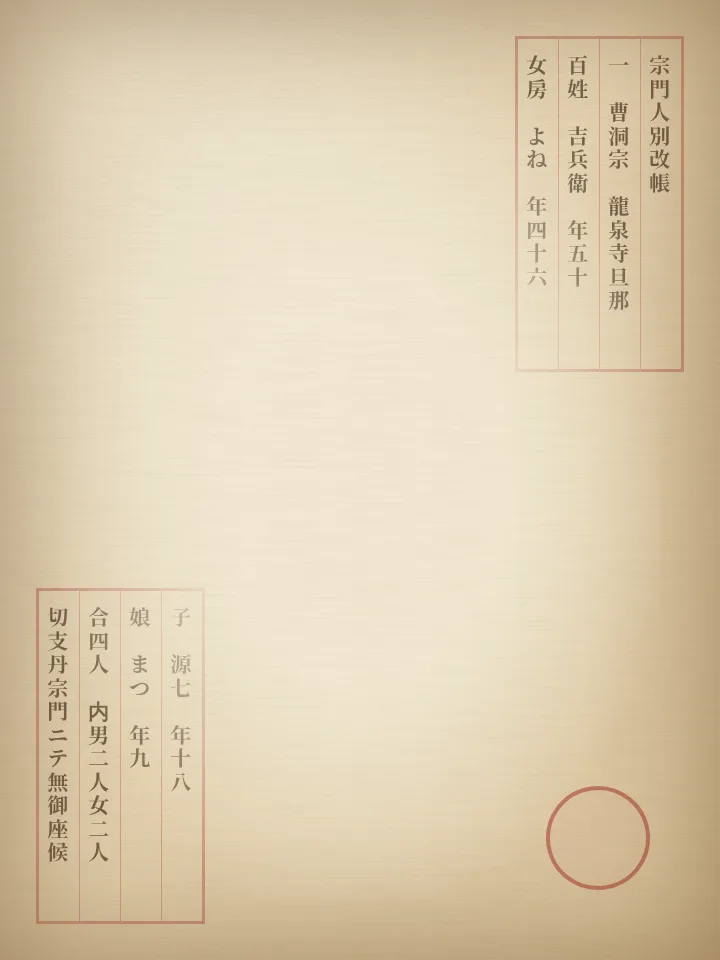 宗門人別改帳
一　曹洞宗　龍泉寺旦那
百姓　吉兵衛　年五十
女房　よね　年四十六
子　源七　年十八
娘　まつ　年九
合四人　内男二人女二人
切支丹宗門ニテ無御座候